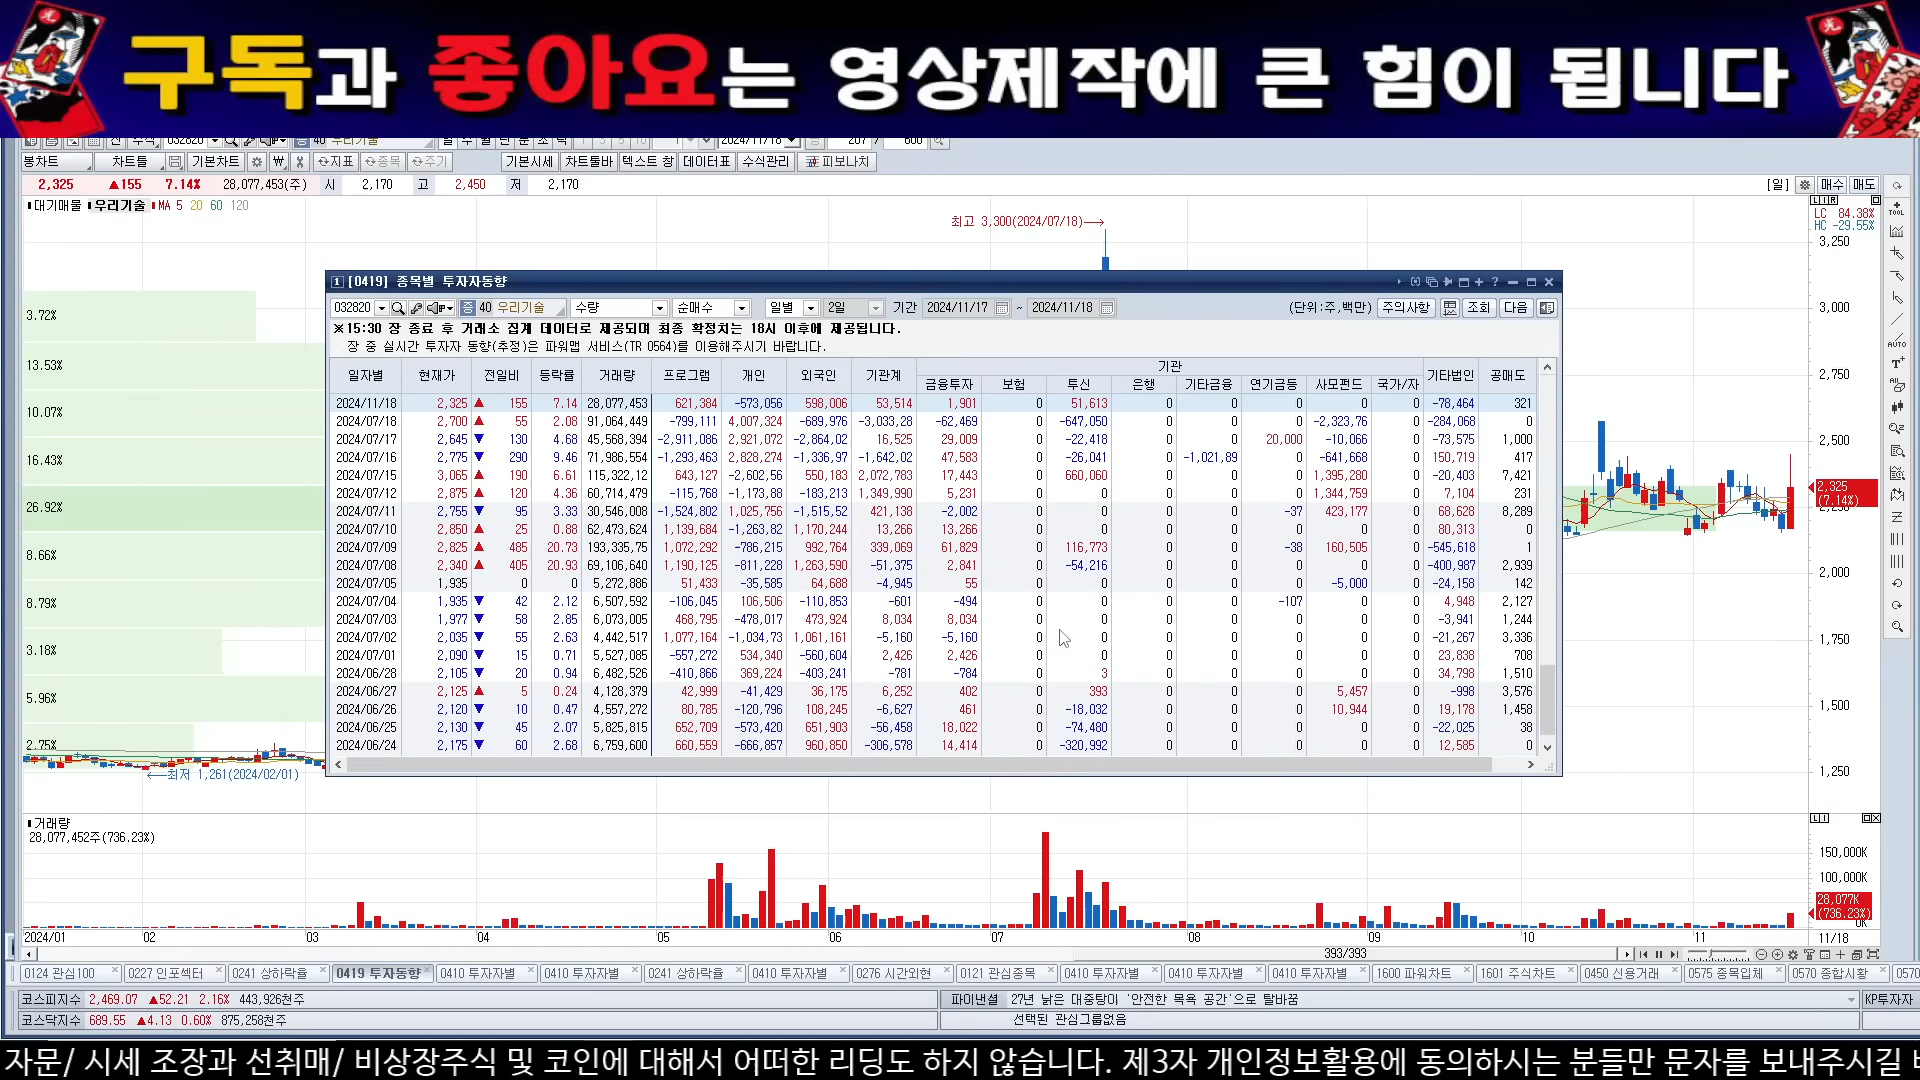 구독과 좋아요는 영상제작에 큰 힘이 됩니다
봉차트 차트틀 기본차트 지표 종목 주기 기본시세 차트툴바 텍스트 창 데이터표 수식관리 피보나치
2,325 ▲155 7.14% 28,077,453(주) 시 2,170 고 2,450 저 2,170 [일] 매수 매도
대기매물 우리기술 MA 5 20 60 120
LC 84.38%
HC -29.55%
최고 3,300(2024/07/18)
3,250
3,000
2,750
2,500
2,325
(7.14%)
2,000
1,750
1,500
1,250
3.72%
13.53%
10.07%
16.43%
26.92%
8.66%
8.79%
3.18%
5.96%
2.75%
최저 1,261(2024/02/01)
[0419] 종목별 투자자동향
032820 증 40 우리기술 수량 순매수 일별 2일 기간 2024/11/17 ~ 2024/11/18 (단위:주,백만) 주의사항 조회 다음
※15:30 장 종료 후 거래소 집계 데이터로 제공되며 최종 확정치는 18시 이후에 제공됩니다.
장 중 실시간 투자자 동향(추정)은 파워맵 서비스(TR 0564)를 이용해주시기 바랍니다.
일자별 현재가 전일비 등락률 거래량 프로그램 개인 외국인 기관계 기관 기타법인 공매도
금융투자 보험 투신 은행 기타금융 연기금등 사모펀드 국가/자
2024/11/18 2,325 ▲ 155 7.14 28,077,453 621,384 -573,056 598,006 53,514 1,901 0 51,613 0 0 0 0 0 -78,464 321
2024/07/18 2,700 ▲ 55 2.08 91,064,449 -799,111 4,007,324 -689,976 -3,033,28 -62,469 0 -647,050 0 0 0 -2,323,76 0 -284,068 0
2024/07/17 2,645 ▼ 130 4.68 45,568,394 -2,911,086 2,921,072 -2,864,02 16,525 29,009 0 -22,418 0 0 20,000 -10,066 0 -73,575 1,000
2024/07/16 2,775 ▼ 290 9.46 71,986,554 -1,293,463 2,828,274 -1,336,97 -1,642,02 47,583 0 -26,041 0 -1,021,89 0 -641,668 0 150,719 417
2024/07/15 3,065 ▲ 190 6.61 115,322,12 643,127 -2,602,56 550,183 2,072,783 17,443 0 660,060 0 0 0 1,395,280 0 -20,403 7,421
2024/07/12 2,875 ▲ 120 4.36 60,714,479 -115,768 -1,173,88 -183,213 1,349,990 5,231 0 0 0 0 0 1,344,759 0 7,104 231
2024/07/11 2,755 ▼ 95 3.33 30,546,008 -1,524,802 1,025,756 -1,515,52 421,138 -2,002 0 0 0 0 -37 423,177 0 68,628 8,289
2024/07/10 2,850 ▲ 25 0.88 62,473,624 1,139,684 -1,263,82 1,170,244 13,266 13,266 0 0 0 0 0 0 0 80,313 0
2024/07/09 2,825 ▲ 485 20.73 193,335,75 1,072,292 -786,215 992,764 339,069 61,829 0 116,773 0 0 -38 160,505 0 -545,618 1
2024/07/08 2,340 ▲ 405 20.93 69,106,640 1,190,125 -811,228 1,263,590 -51,375 2,841 0 -54,216 0 0 0 0 0 -400,987 2,939
2024/07/05 1,935 0 0 5,272,886 51,433 -35,585 64,688 -4,945 55 0 0 0 0 0 -5,000 0 -24,158 142
2024/07/04 1,935 ▼ 42 2.12 6,507,592 -106,045 106,506 -110,853 -601 -494 0 0 0 0 -107 0 0 4,948 2,127
2024/07/03 1,977 ▼ 58 2.85 6,073,005 468,795 -478,017 473,924 8,034 8,034 0 0 0 0 0 0 0 -3,941 1,244
2024/07/02 2,035 ▼ 55 2.63 4,442,517 1,077,164 -1,034,73 1,061,161 -5,160 -5,160 0 0 0 0 0 0 0 -21,267 3,336
2024/07/01 2,090 ▼ 15 0.71 5,527,085 -557,272 534,340 -560,604 2,426 2,426 0 0 0 0 0 0 0 23,838 708
2024/06/28 2,105 ▼ 20 0.94 6,482,526 -410,866 369,224 -403,241 -781 -784 0 3 0 0 0 0 0 34,798 1,510
2024/06/27 2,125 ▲ 5 0.24 4,128,379 42,999 -41,429 36,175 6,252 402 0 393 0 0 0 5,457 0 -998 3,576
2024/06/26 2,120 ▼ 10 0.47 4,557,272 80,785 -120,796 108,245 -6,627 461 0 -18,032 0 0 0 10,944 0 19,178 1,458
2024/06/25 2,130 ▼ 45 2.07 5,825,815 652,709 -573,420 651,903 -56,458 18,022 0 -74,480 0 0 0 0 0 -22,025 38
2024/06/24 2,175 ▼ 60 2.68 6,759,600 660,559 -666,857 960,850 -306,578 14,414 0 -320,992 0 0 0 0 0 12,585 0
거래량
28,077,452주(736.23%)
150,000K
100,000K
28,077K
(736.23%)
0K
2024/01 02 03 04 05 06 07 08 09 10 11 11/18
393/393
0124 관심100 0227 인포섹터 0241 상하락율 0419 투자동향 0410 투자자별 0410 투자자별 0241 상하락율 0410 투자자별 0276 시간외현 0121 관심종목 0410 투자자별 0410 투자자별 0410 투자자별 1600 파워차트 1601 주식차트 0450 신용거래 0575 종목입체 0570 종합시황 0570
코스피지수 2,469.07 ▲52.21 2.16% 443,926천주 파이낸셜 27년 낡은 대중탕이 '안전한 목욕 공간'으로 탈바꿈 KP투자자
코스닥지수 689.55 ▲4.13 0.60% 875,258천주 선택된 관심그룹없음
자문/ 시세 조장과 선취매/ 비상장주식 및 코인에 대해서 어떠한 리딩도 하지 않습니다. 제3자 개인정보활용에 동의하시는 분들만 문자를 보내주시길